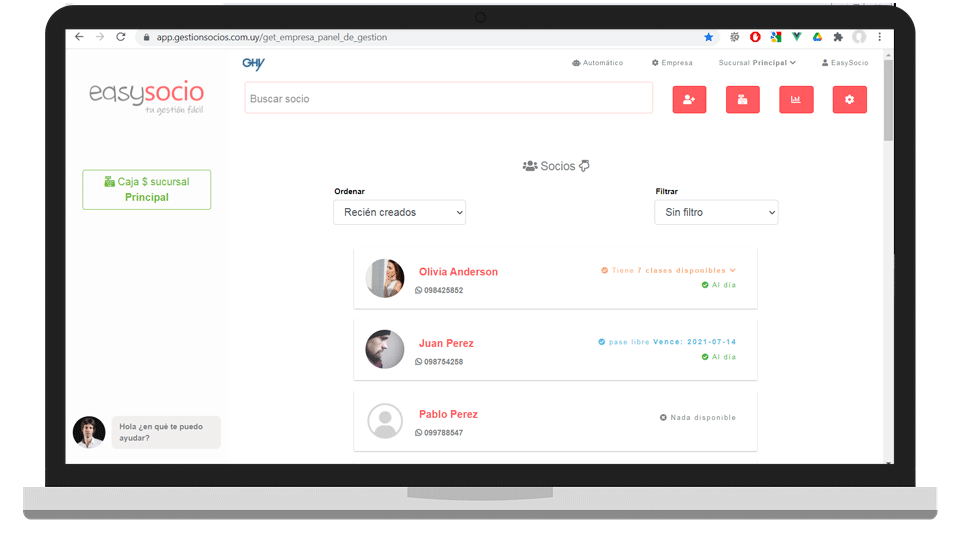 app.gestionsocios.com.uy/get_empresa_panel_de_gestion
GHV
Automático
Empresa
Sucursal Principal
EasySocio
easysocio
tu gestión fácil
Buscar socio
Caja $ sucursal
Principal
Socios
Ordenar
Filtrar
Recién creados
Sin filtro
Olivia Anderson
Tiene 7 clases disponibles
098425852
Al día
Juan Perez
pase libre Vence: 2021-07-14
098754258
Al día
Pablo Perez
Nada disponible
099788547
Hola ¿en qué te puedo
ayudar?